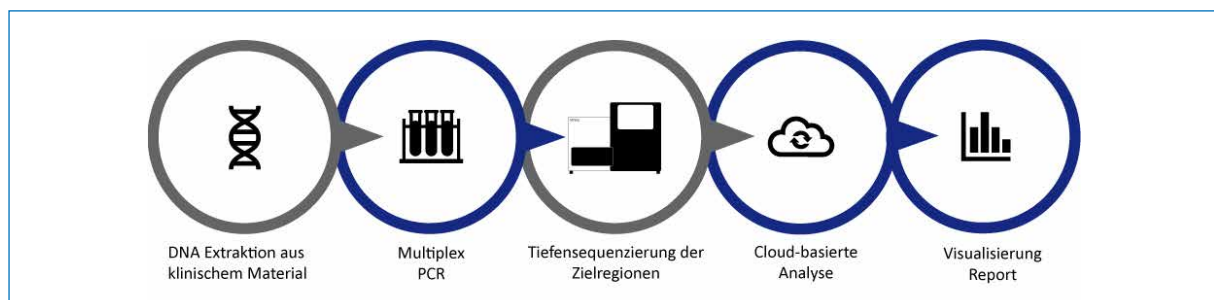 DNA Extraktion aus
klinischem Material
Multiplex
PCR
Tiefensequenzierung der
Zielregionen
Cloud-basierte
Analyse
Visualisierung
Report